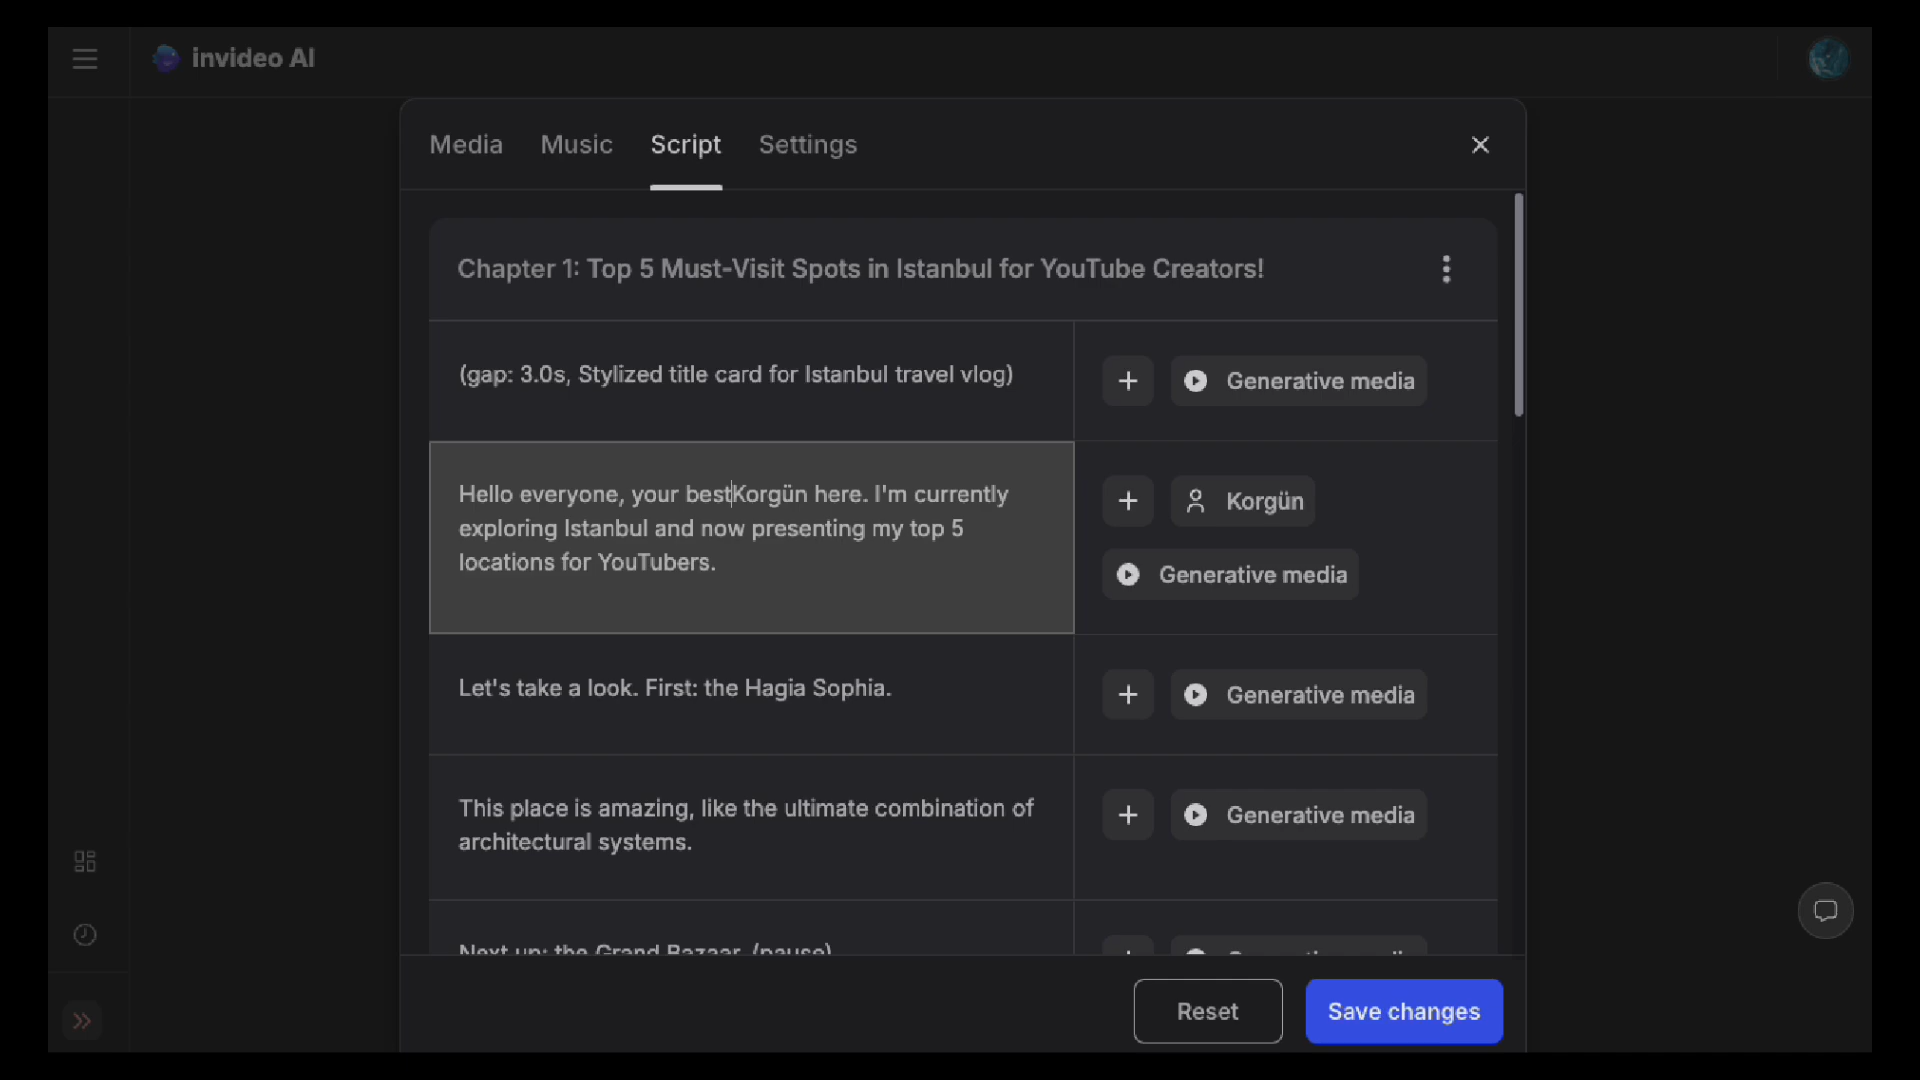 invideo AI
Media Music Script Settings
Chapter 1: Top 5 Must-Visit Spots in Istanbul for YouTube Creators!
(gap: 3.0s, Stylized title card for Istanbul travel vlog)
Generative media
Hello everyone, your bestKorgün here. I'm currently
exploring Istanbul and now presenting my top 5
locations for YouTubers.
Korgün
Generative media
Let's take a look. First: the Hagia Sophia.
Generative media
This place is amazing, like the ultimate combination of
architectural systems.
Generative media
Next up: the Grand Bazaar. (pause)
Reset
Save changes